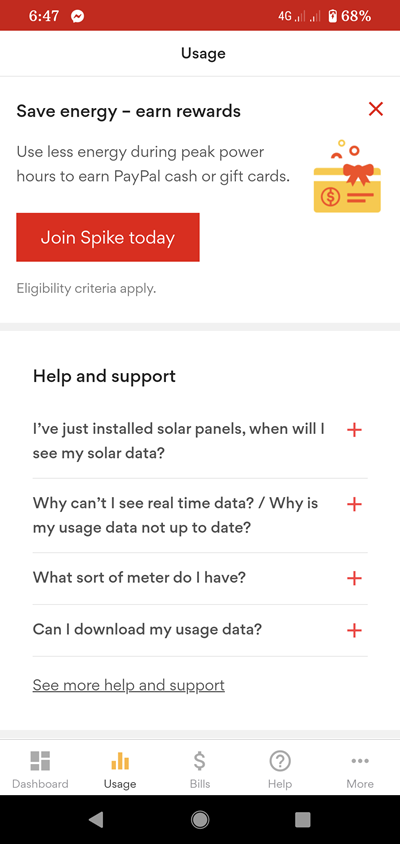 6:47 4G 68%
Usage
Save energy – earn rewards
Use less energy during peak power
hours to earn PayPal cash or gift cards.
Join Spike today
Eligibility criteria apply.
Help and support
I've just installed solar panels, when will I
see my solar data?
Why can't I see real time data? / Why is
my usage data not up to date?
What sort of meter do I have?
Can I download my usage data?
See more help and support
Dashboard Usage Bills Help More